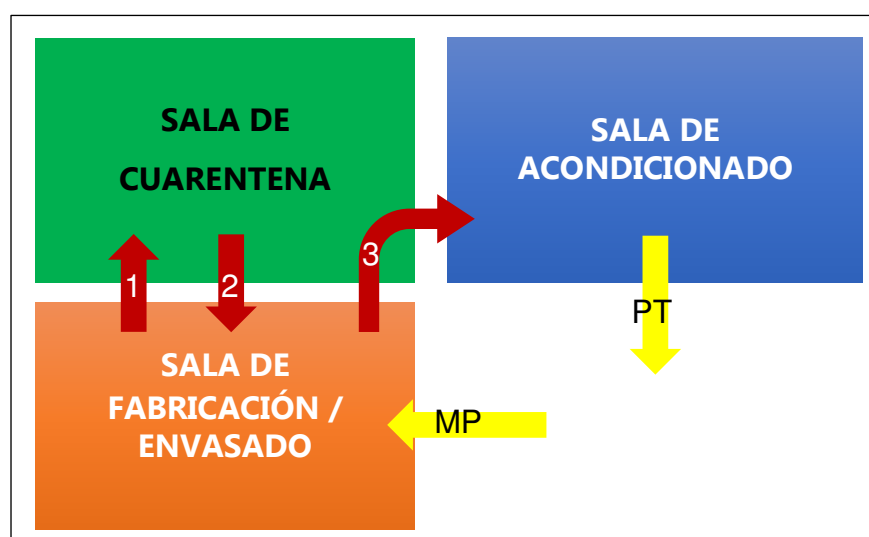 SALA DE
CUARENTENA
SALA DE
ACONDICIONADO
1
2
3
PT
SALA DE
FABRICACIÓN /
ENVASADO
MP